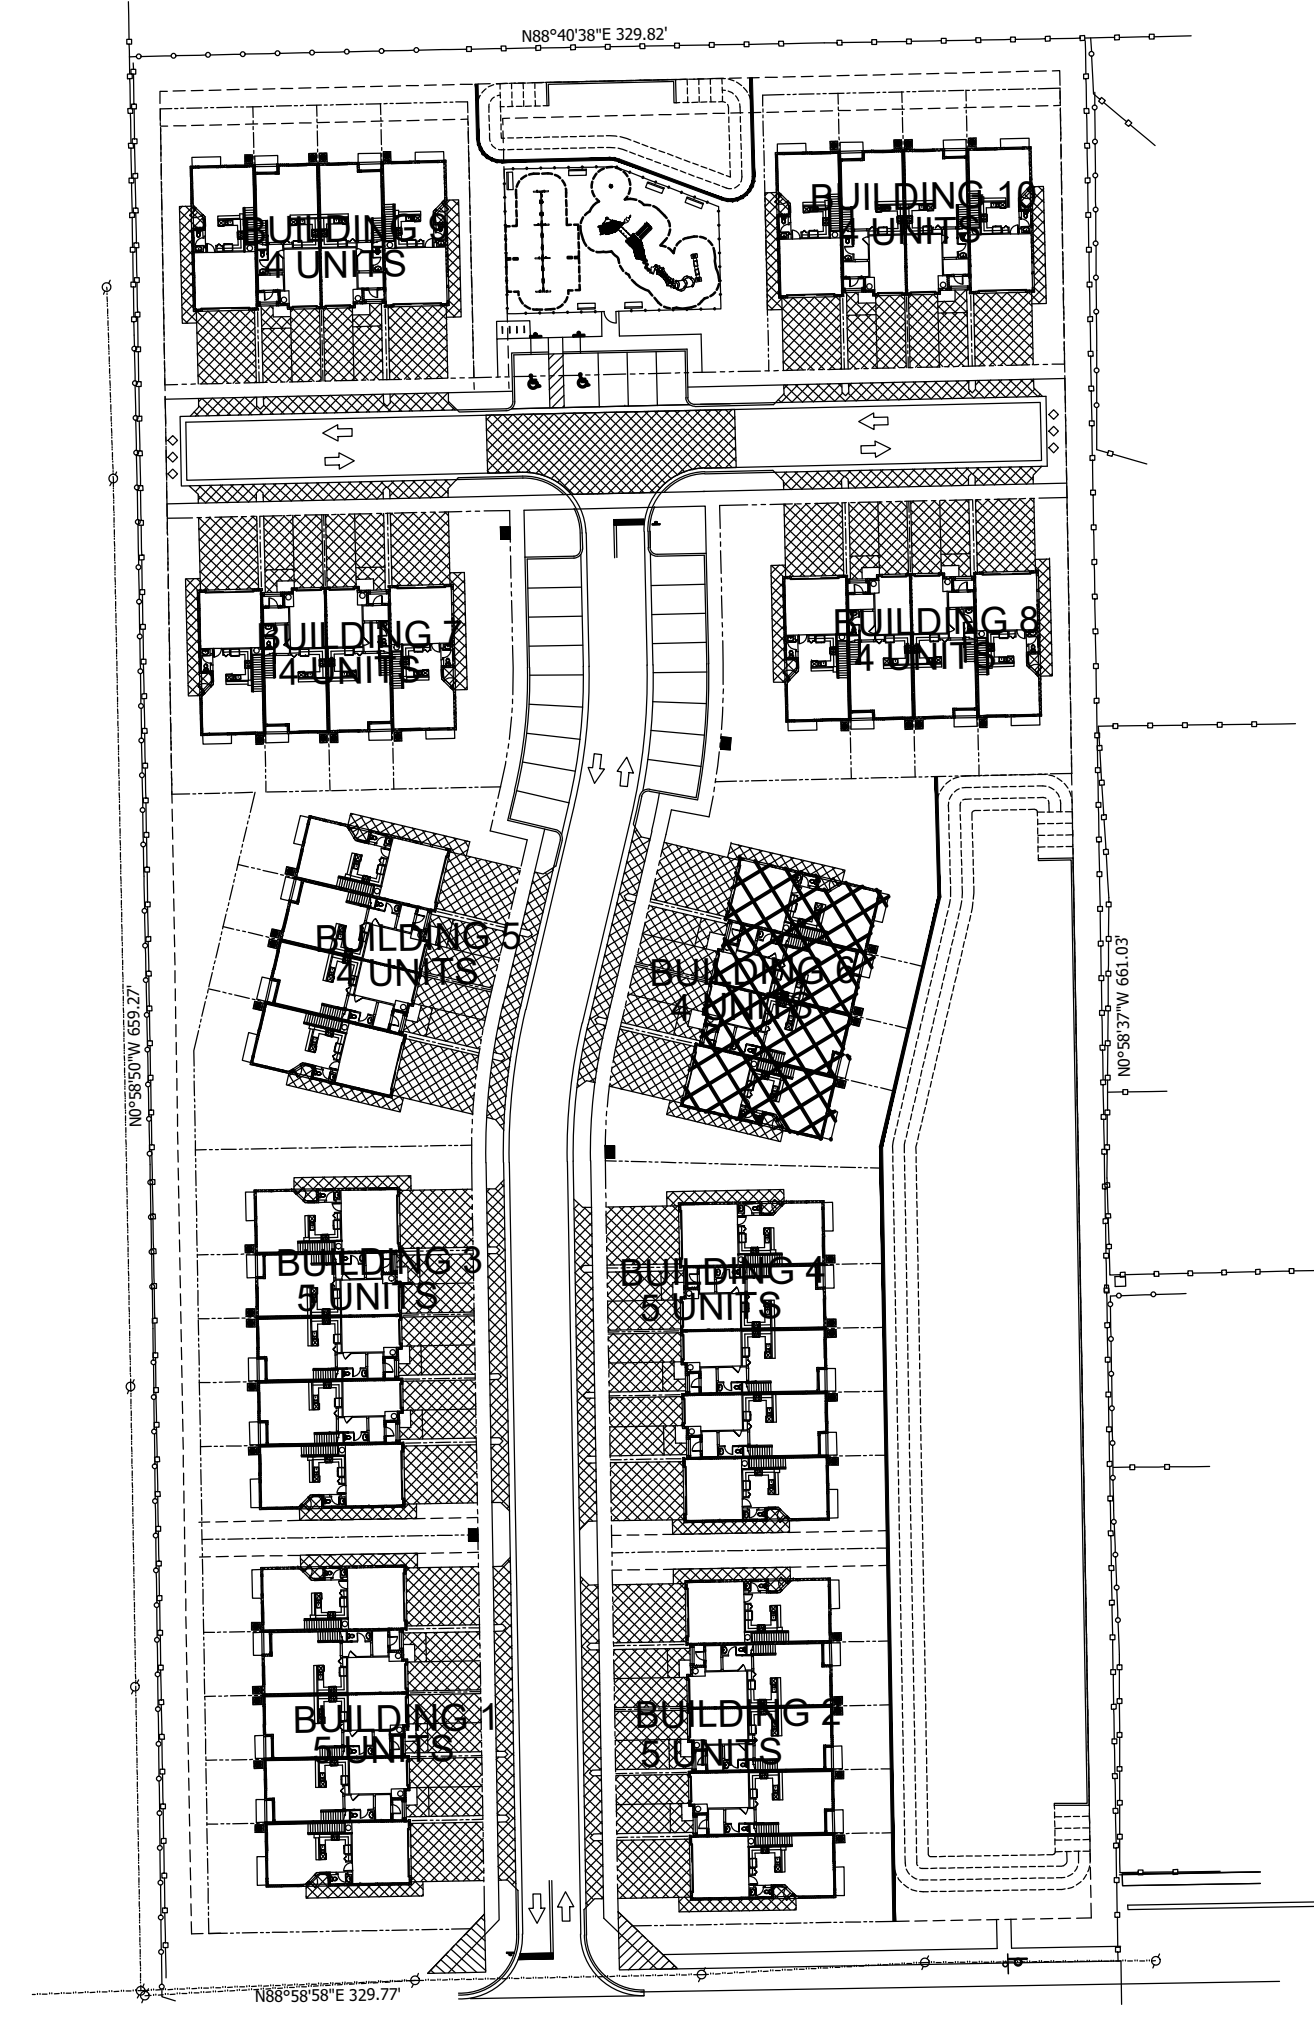 N88°40'38"E 329.82'
BUILDING 9
4 UNITS
BUILDING 10
4 UNITS
BUILDING 7
4 UNITS
BUILDING 8
4 UNITS
BUILDING 5
4 UNITS
BUILDING 6
4 UNITS
N0°58'50"W 659.27'
N0°58'37"W 661.03'
BUILDING 3
5 UNITS
BUILDING 4
5 UNITS
BUILDING 1
5 UNITS
BUILDING 2
5 UNITS
N88°58'58"E 329.77'